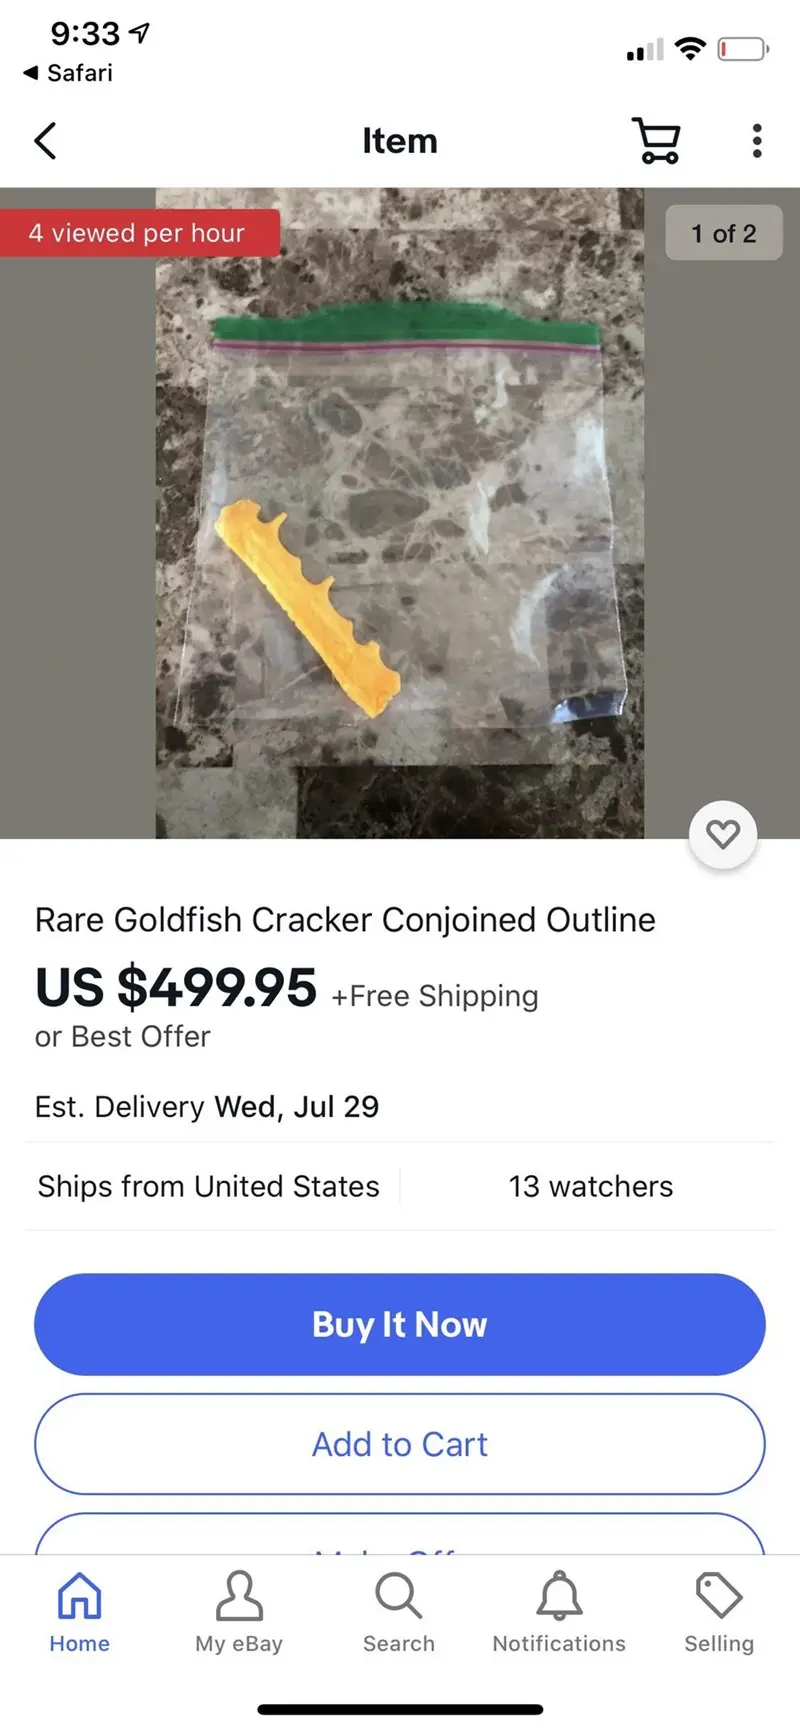 9:33
Safari
Item
4 viewed per hour
1 of 2
Rare Goldfish Cracker Conjoined Outline
US $499.95 +Free Shipping
or Best Offer
Est. Delivery Wed, Jul 29
Ships from United States
13 watchers
Buy It Now
Add to Cart
Home
My eBay
Search
Notifications
Selling